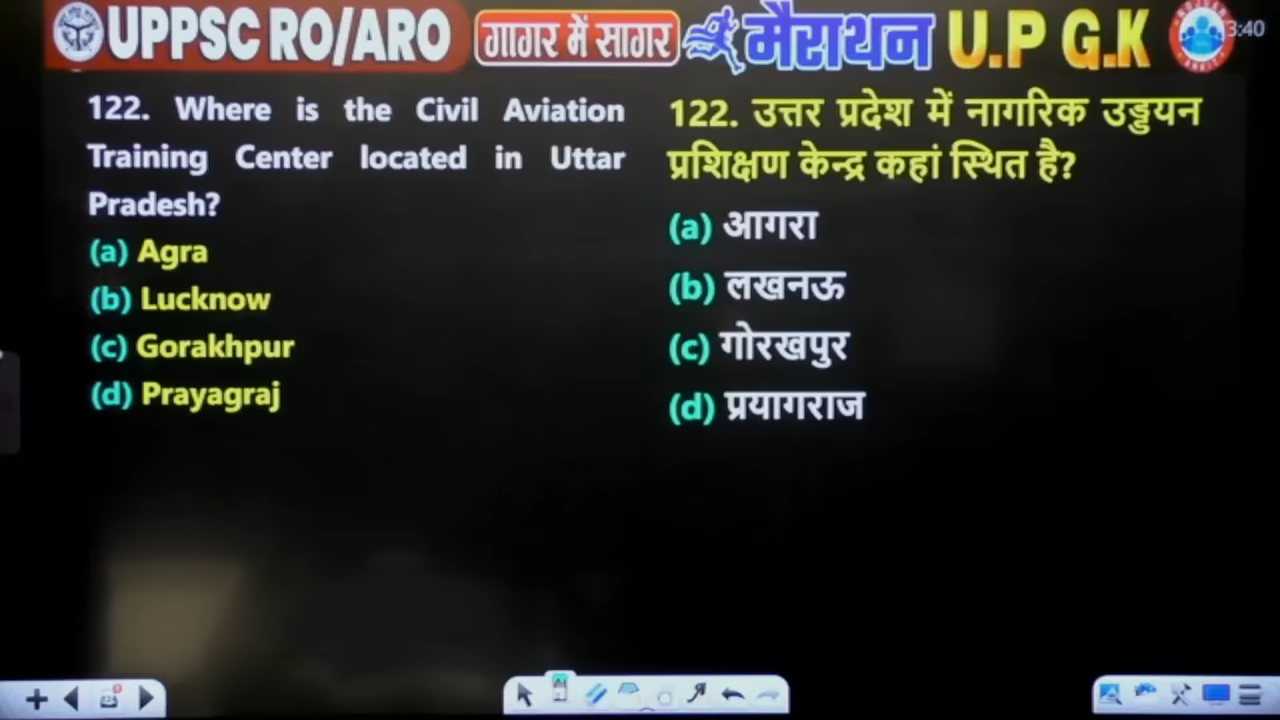 UPPSC RO/ARO गागर में सागर मैराथन U.P G.K
3:40
122. Where is the Civil Aviation
Training Center located in Uttar
Pradesh?
(a) Agra
(b) Lucknow
(c) Gorakhpur
(d) Prayagraj
122. उत्तर प्रदेश में नागरिक उड्डयन
प्रशिक्षण केन्द्र कहां स्थित है?
(a) आगरा
(b) लखनऊ
(c) गोरखपुर
(d) प्रयागराज